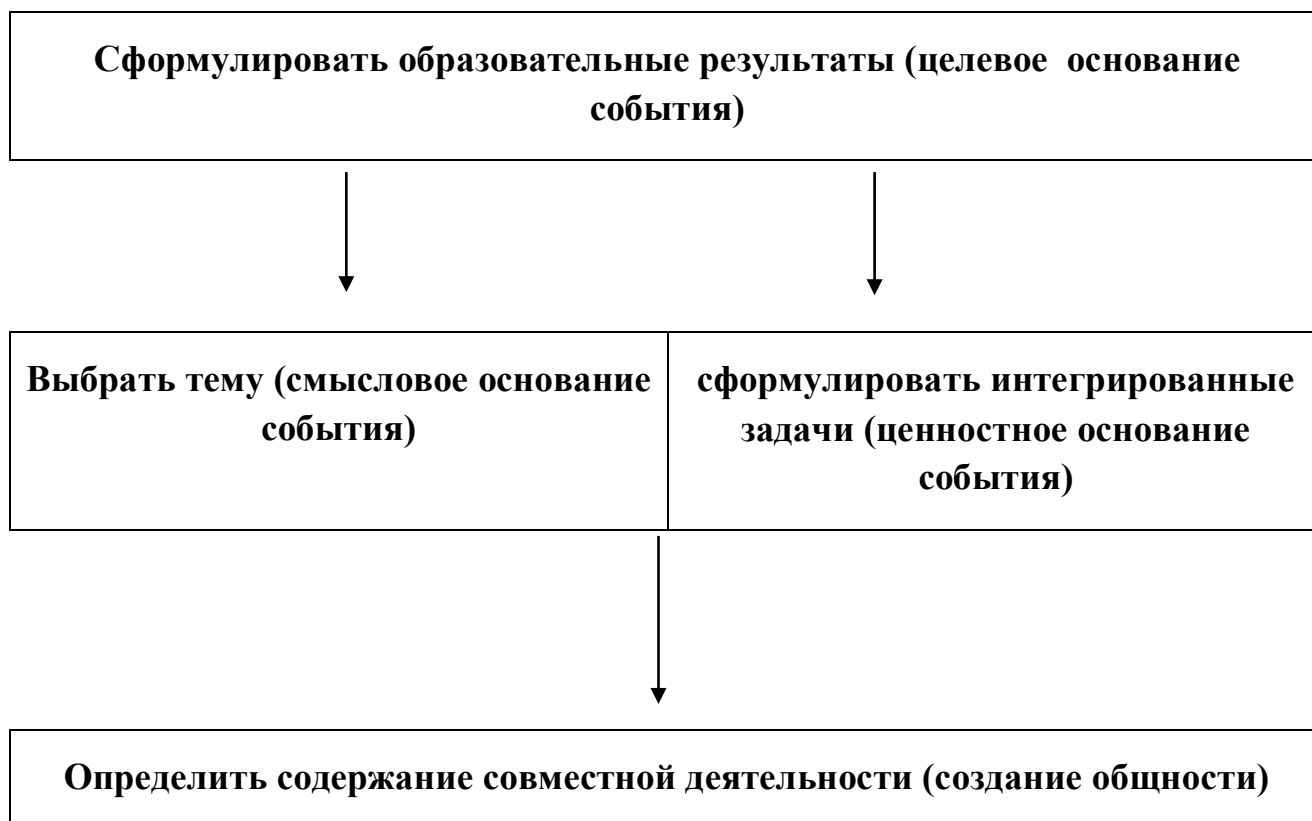 Сформулировать образовательные результаты (целевое основание
события)
Выбрать тему (смысловое основание
события)
сформулировать интегрированные
задачи (ценностное основание
события)
Определить содержание совместной деятельности (создание общности)